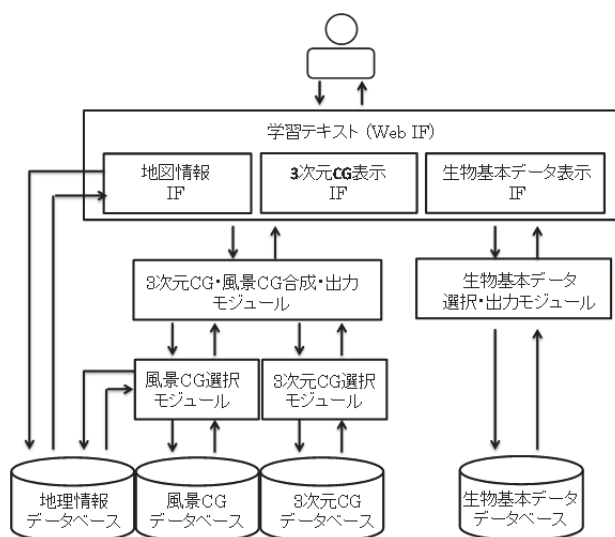 学習テキスト (Web IF)
地図情報
IF
3次元CG表示
IF
生物基本データ表示
IF
3次元CG・風景CG合成・出力
モジュール
生物基本データ
選択・出力モジュール
風景CG選択
モジュール
3次元CG選択
モジュール
地理情報
データベース
風景CG
データベース
3次元CG
データベース
生物基本データ
データベース